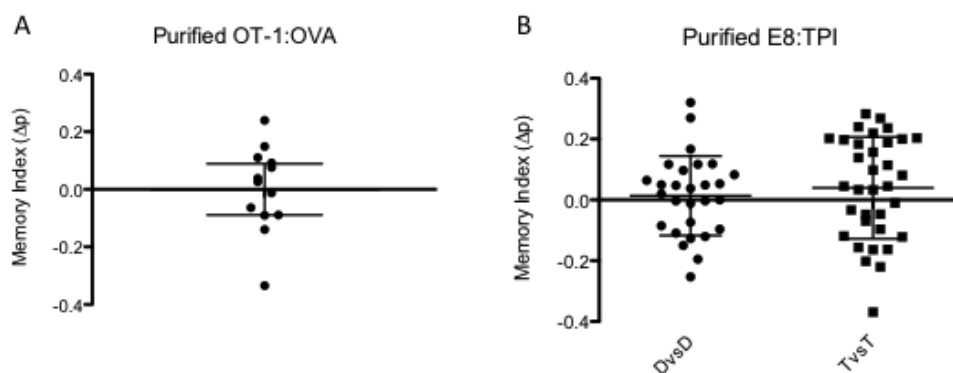 A
Purified OT-1:OVA
Memory Index (Δp)
0.4
0.2
0.0
-0.2
-0.4
B
Purified E8:TPI
Memory Index (Δp)
0.4
0.2
0.0
-0.2
-0.4
DvsD
TvsT